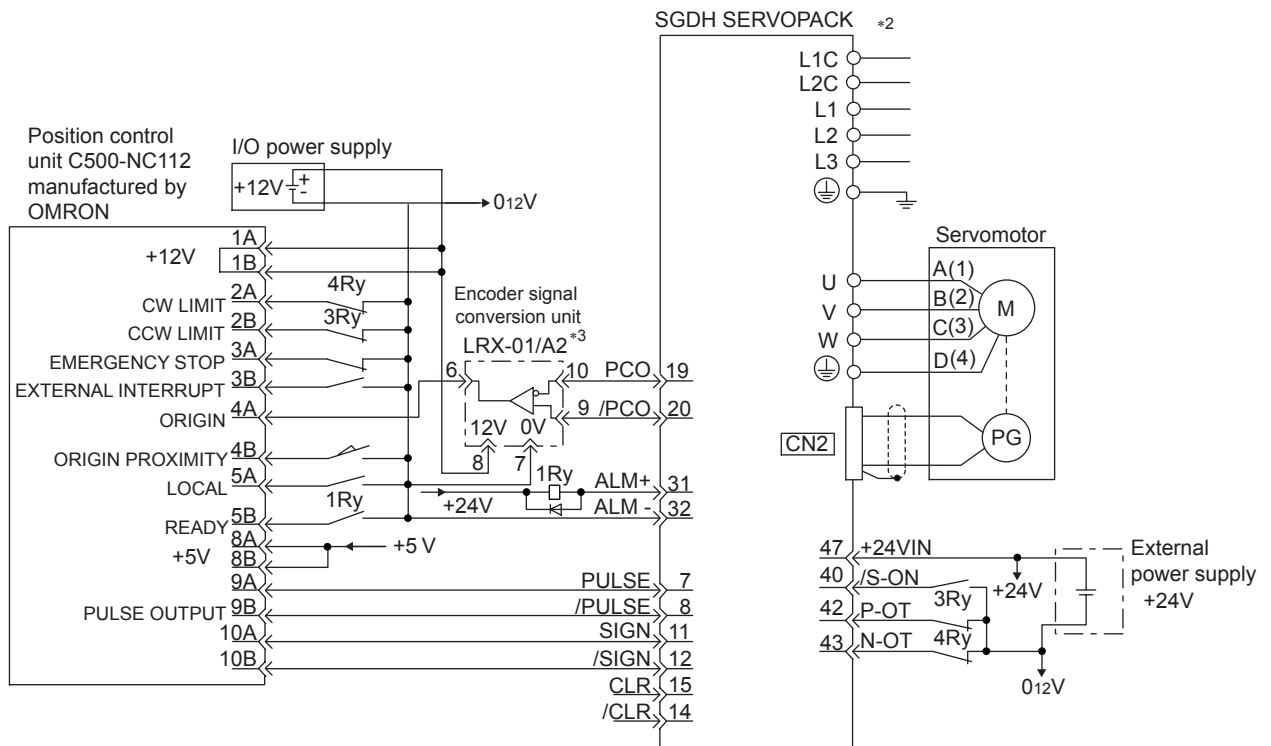 SGDH SERVOPACK *2
L1C
L2C
L1
L2
L3
Position control
unit C500-NC112
manufactured by
OMRON
I/O power supply
+12V
+
-
012V
1A
+12V
1B
2A
CW LIMIT
4Ry
2B
CCW LIMIT
3Ry
3A
EMERGENCY STOP
3B
EXTERNAL INTERRUPT
4A
ORIGIN
4B
ORIGIN PROXIMITY
5A
LOCAL
1Ry
5B
READY
8A
+5V
8B
+5 V
9A
PULSE OUTPUT
9B
10A
10B
Encoder signal
conversion unit
LRX-01/A2*3
6
10
PCO
19
9
/PCO
20
12V
0V
8
7
1Ry
ALM+
31
+24V
ALM -
32
PULSE
7
/PULSE
8
SIGN
11
/SIGN
12
CLR
15
/CLR
14
Servomotor
U
A(1)
V
B(2)
M
W
C(3)
D(4)
CN2
PG
47
+24VIN
40
/S-ON
+24V
3Ry
42
P-OT
43
N-OT
4Ry
External
power supply
+24V
012V